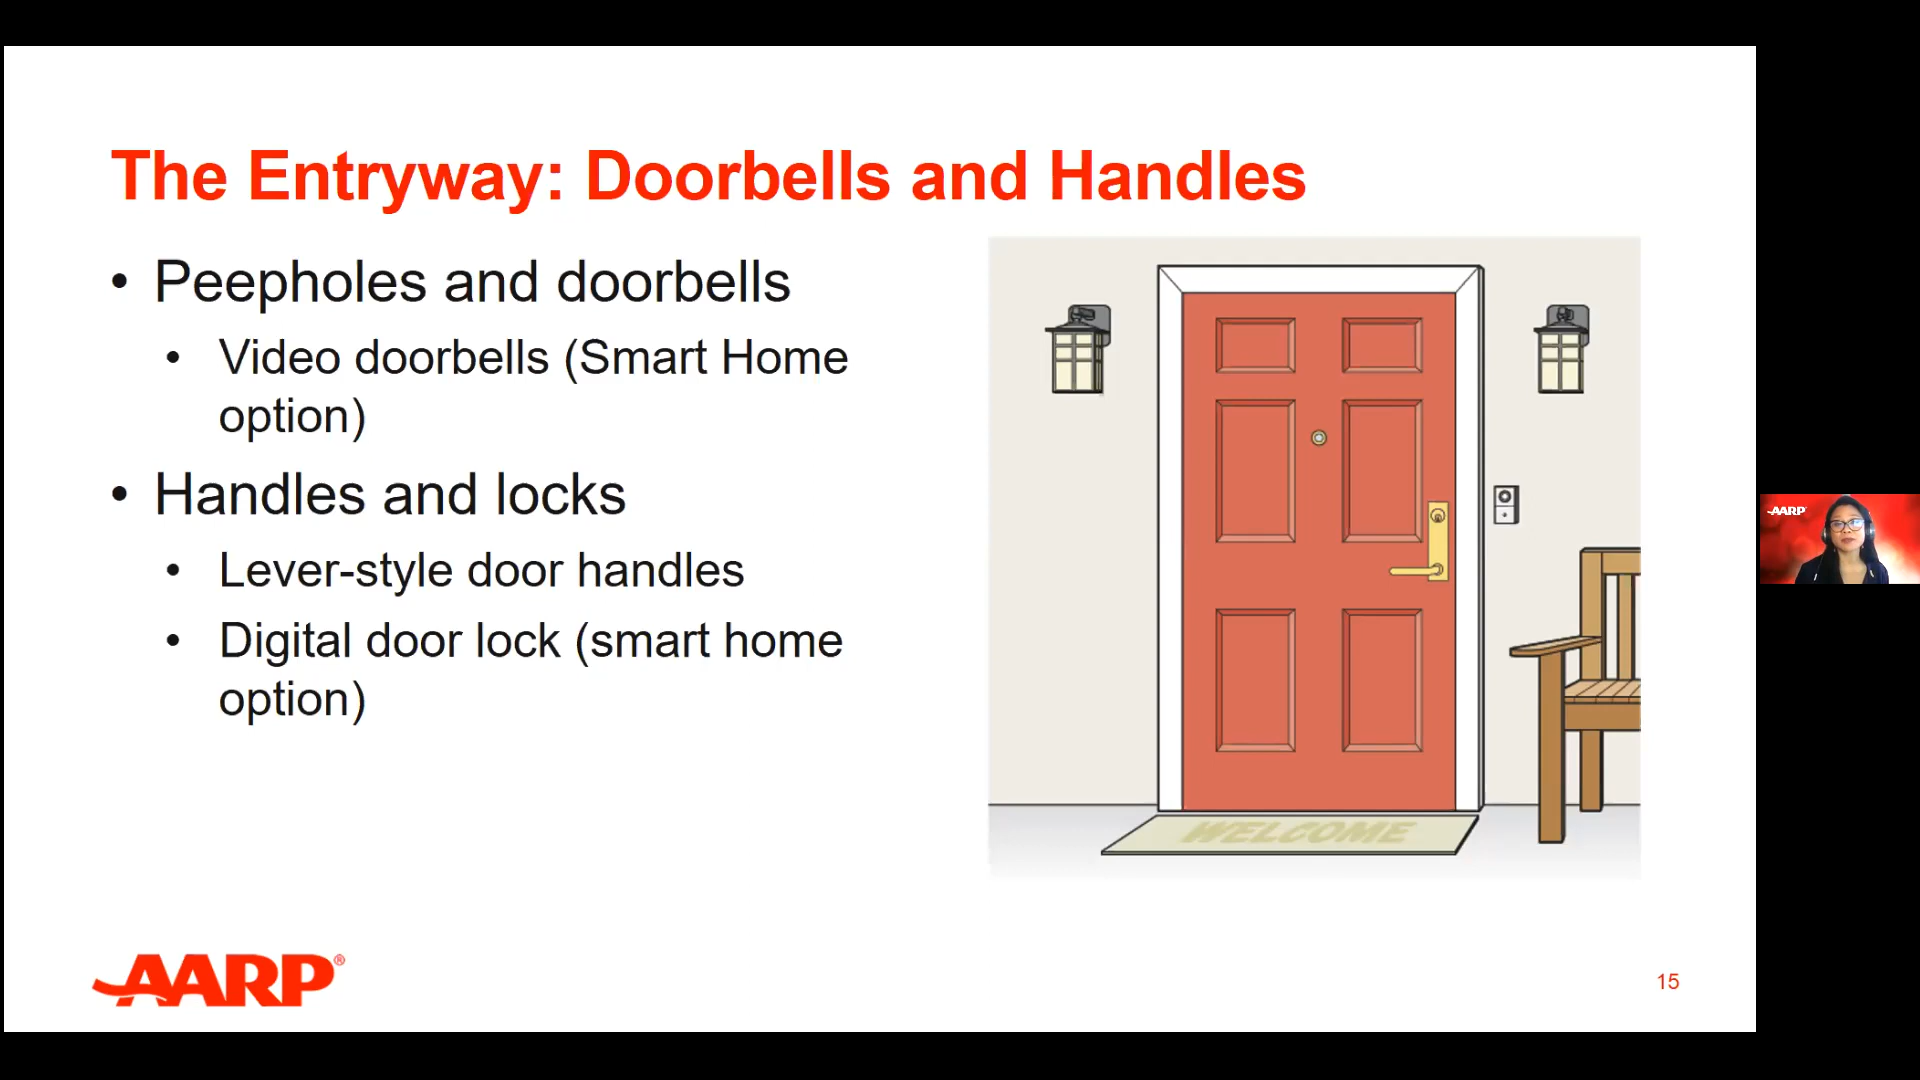 The Entryway: Doorbells and Handles
• Peepholes and doorbells
• Video doorbells (Smart Home
option)
• Handles and locks
• Lever-style door handles
• Digital door lock (smart home
option)
WELCOME
AARP®
15
AARP